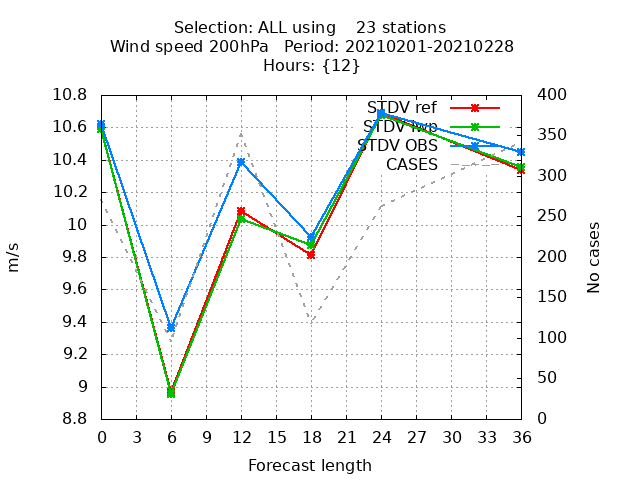 Selection: ALL using 23 stations
Wind speed 200hPa Period: 20210201-20210228
Hours: {12}
10.8
10.6
10.4
10.2
10
9.8
9.6
9.4
9.2
9
8.8
m/s
STDV ref
STDV
STDV OBS
CASES
400
350
300
250
200
150
100
50
0
No cases
0 3 6 9 12 15 18 21 24 27 30 33 36
Forecast length